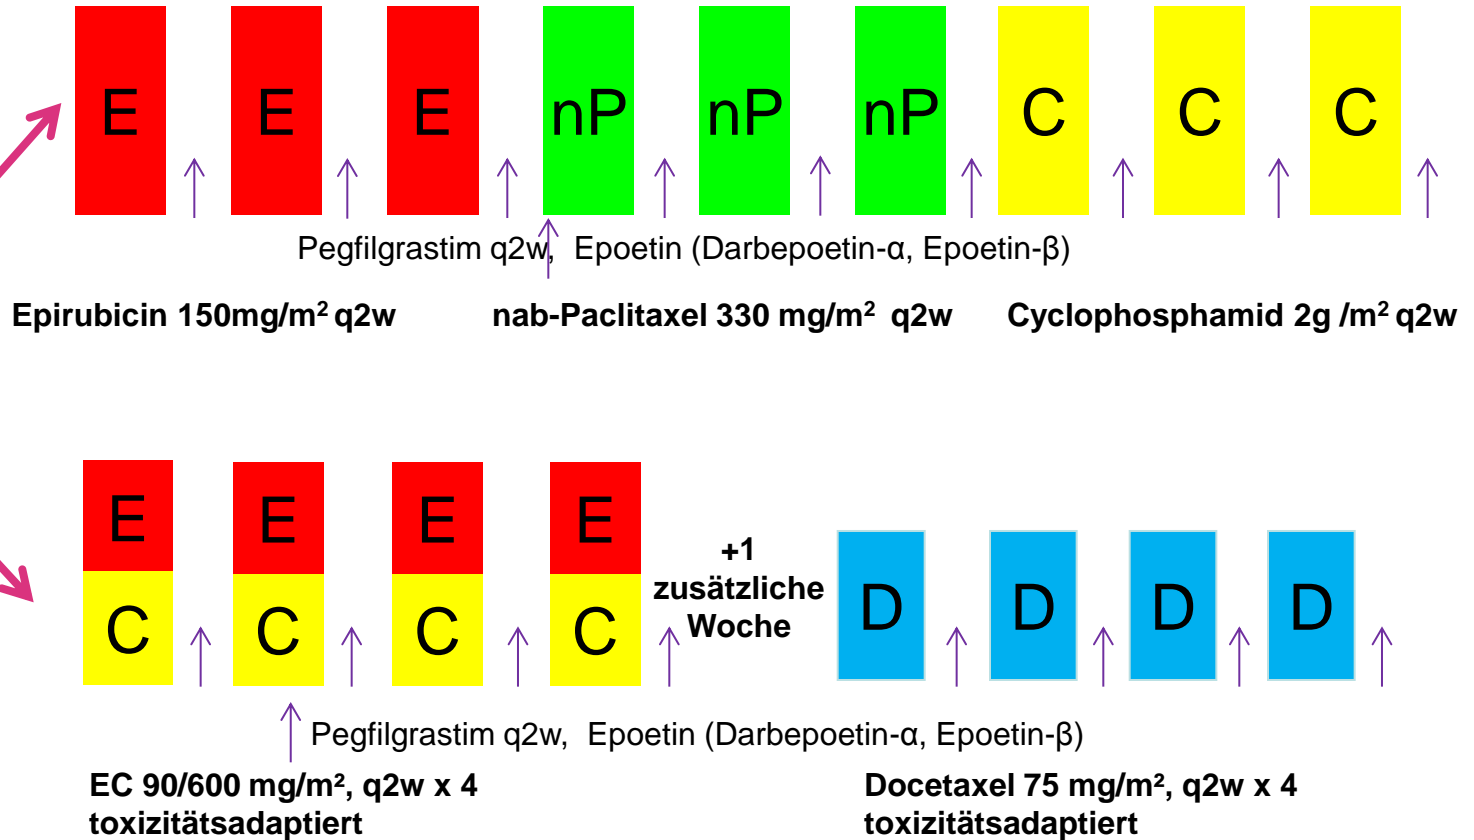 E E E nP nP nP C C C
Pegfilgrastim q2w, Epoetin (Darbepoetin-α, Epoetin-β)
Epirubicin 150mg/m² q2w nab-Paclitaxel 330 mg/m² q2w Cyclophosphamid 2g /m² q2w
E E E E
C C C C
+1
zusätzliche
Woche
D D D D
Pegfilgrastim q2w, Epoetin (Darbepoetin-α, Epoetin-β)
EC 90/600 mg/m², q2w x 4
toxizitätsadaptiert
Docetaxel 75 mg/m², q2w x 4
toxizitätsadaptiert